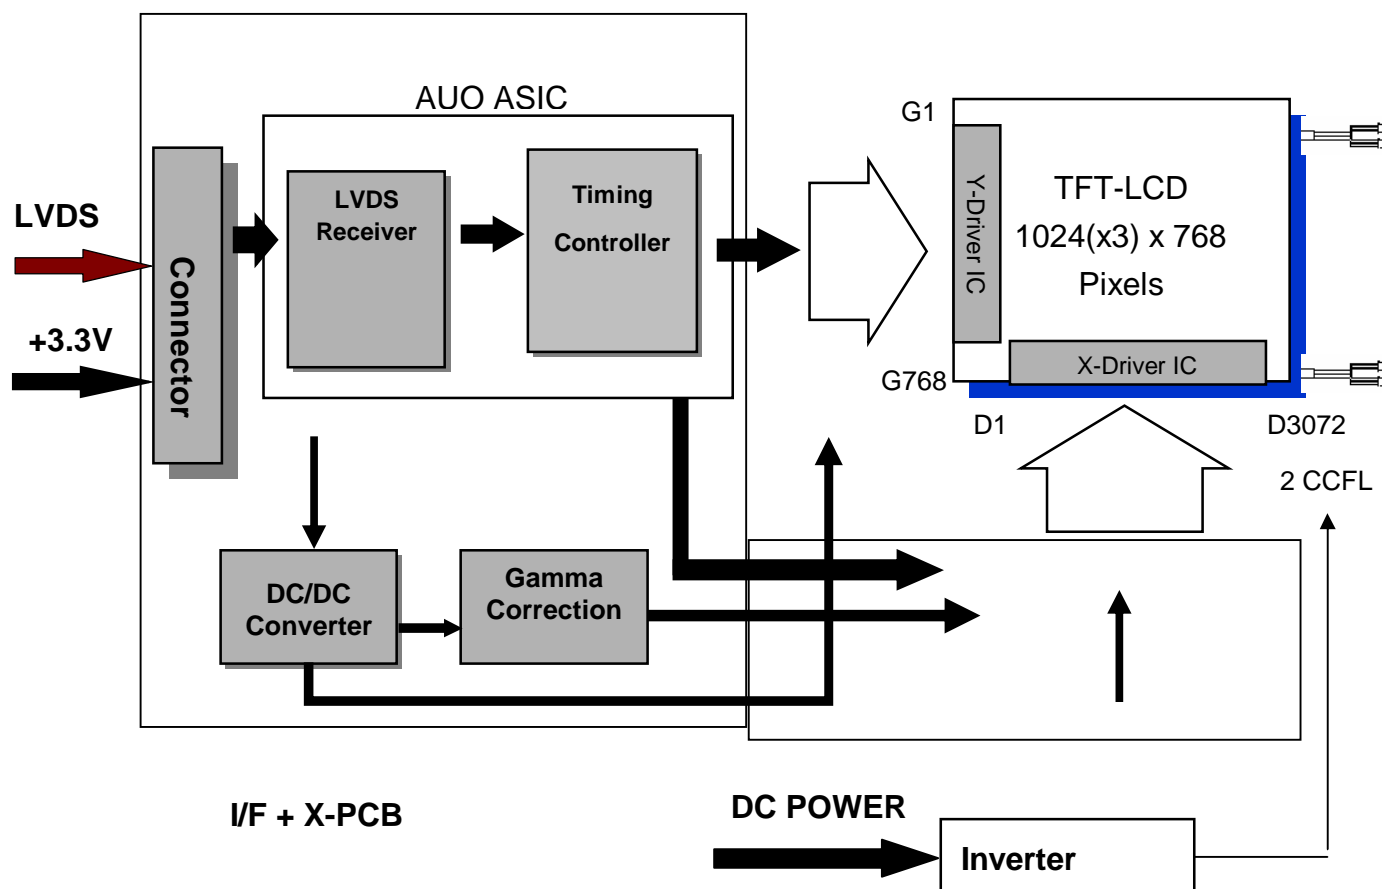 AUO ASIC
G1
LVDS
Receiver
Timing
Controller
Y-Driver IC
TFT-LCD
1024(x3) x 768
Pixels
LVDS
Connector
+3.3V
X-Driver IC
G768
D1
D3072
2 CCFL
DC/DC
Converter
Gamma
Correction
I/F + X-PCB
DC POWER
Inverter